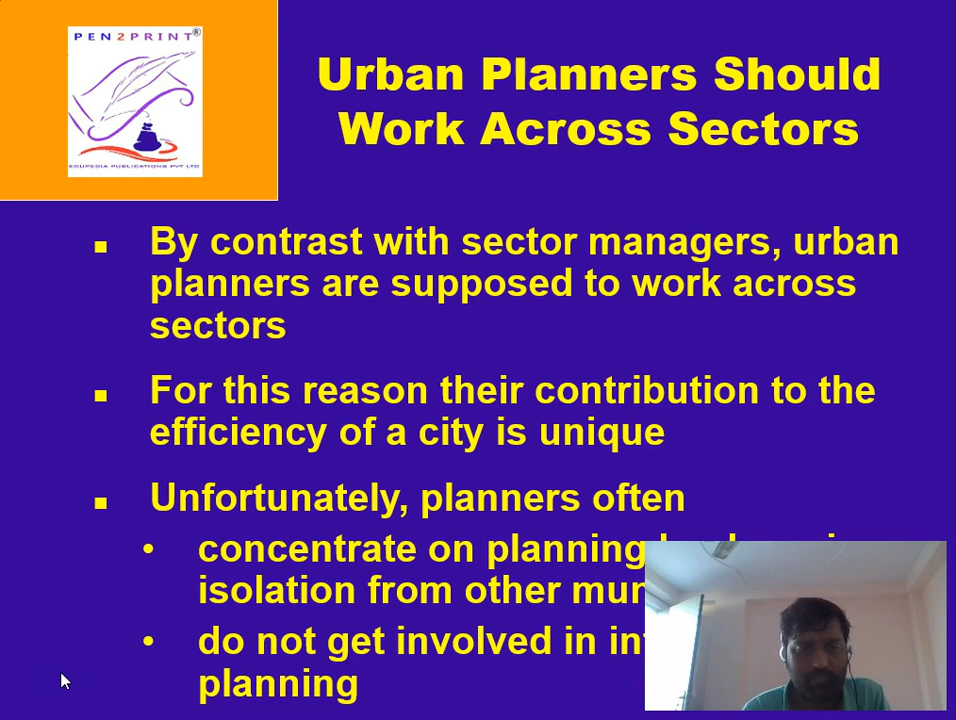 PEN2PRINT®
EDUPEDIA PUBLICATIONS PVT LTD
Urban Planners Should
Work Across Sectors
By contrast with sector managers, urban
planners are supposed to work across
sectors
For this reason their contribution to the
efficiency of a city is unique
Unfortunately, planners often
concentrate on planning
isolation from other
do not get involved in
planning